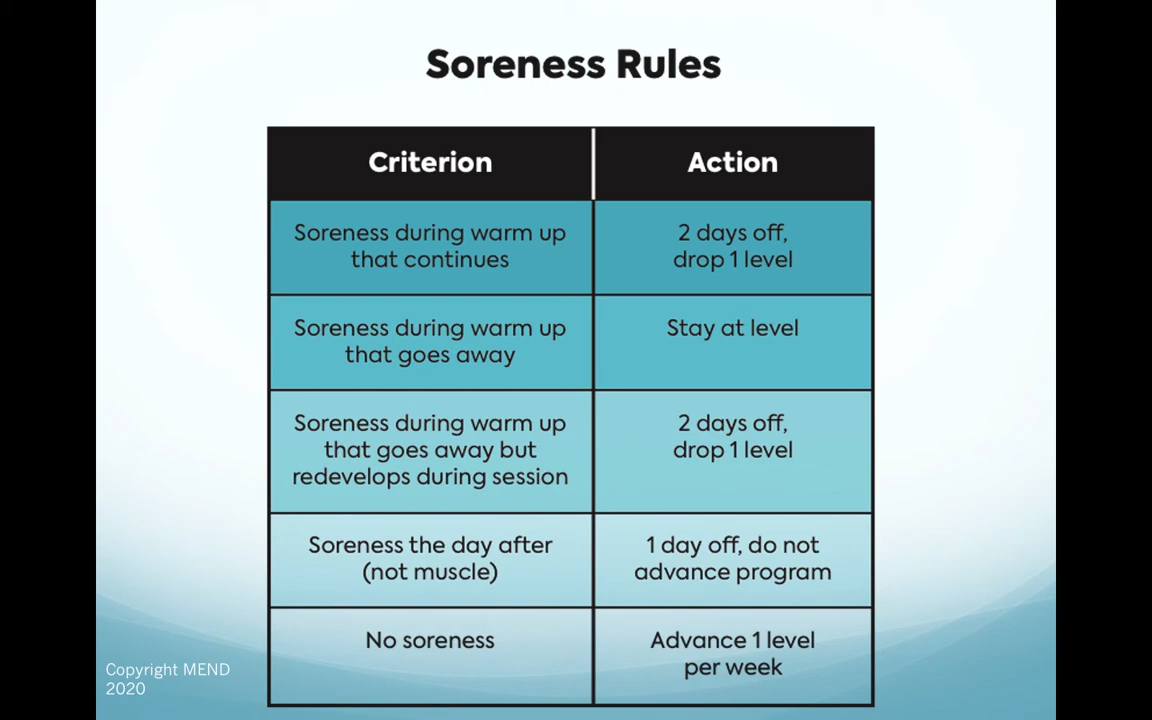 Soreness Rules
Criterion
Action
Soreness during warm up
that continues
2 days off,
drop 1 level
Soreness during warm up
that goes away
Stay at level
Soreness during warm up
that goes away but
redevelops during session
2 days off,
drop 1 level
Soreness the day after
(not muscle)
1 day off, do not
advance program
No soreness
Advance 1 level
per week
Copyright MEND
2020